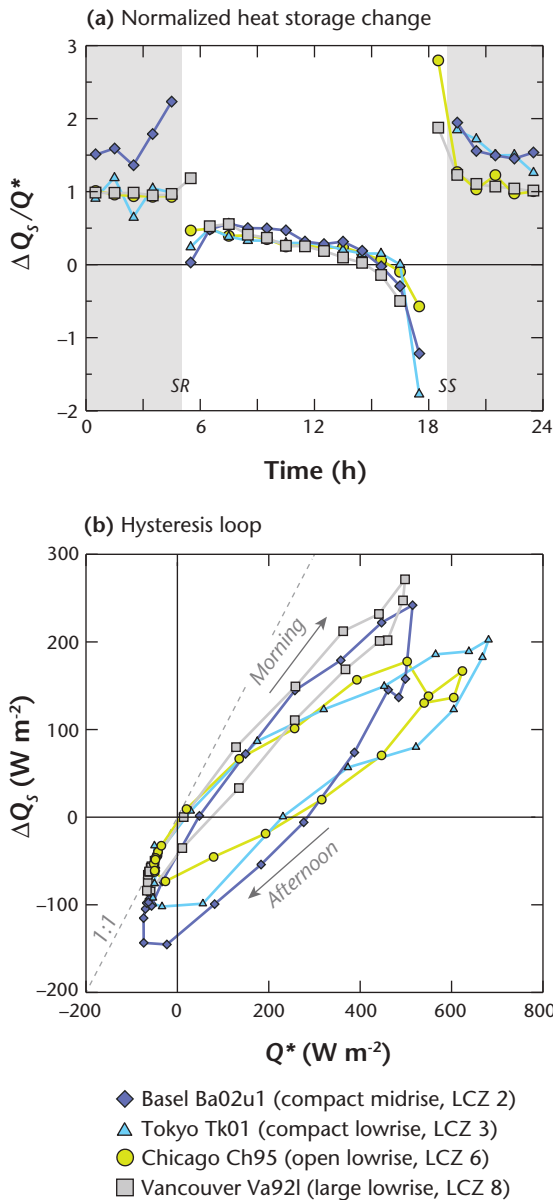 (a) Normalized heat storage change
3
2
1
0
−1
−2
ΔQs/Q*
SR
SS
0
6
12
18
24
Time (h)
(b) Hysteresis loop
300
200
100
0
−100
−200
ΔQs (W m-2)
Morning
Afternoon
1:1
−200
0
200
400
600
800
Q* (W m-2)
Basel Ba02u1 (compact midrise, LCZ 2)
Tokyo Tk01 (compact lowrise, LCZ 3)
Chicago Ch95 (open lowrise, LCZ 6)
Vancouver Va92l (large lowrise, LCZ 8)